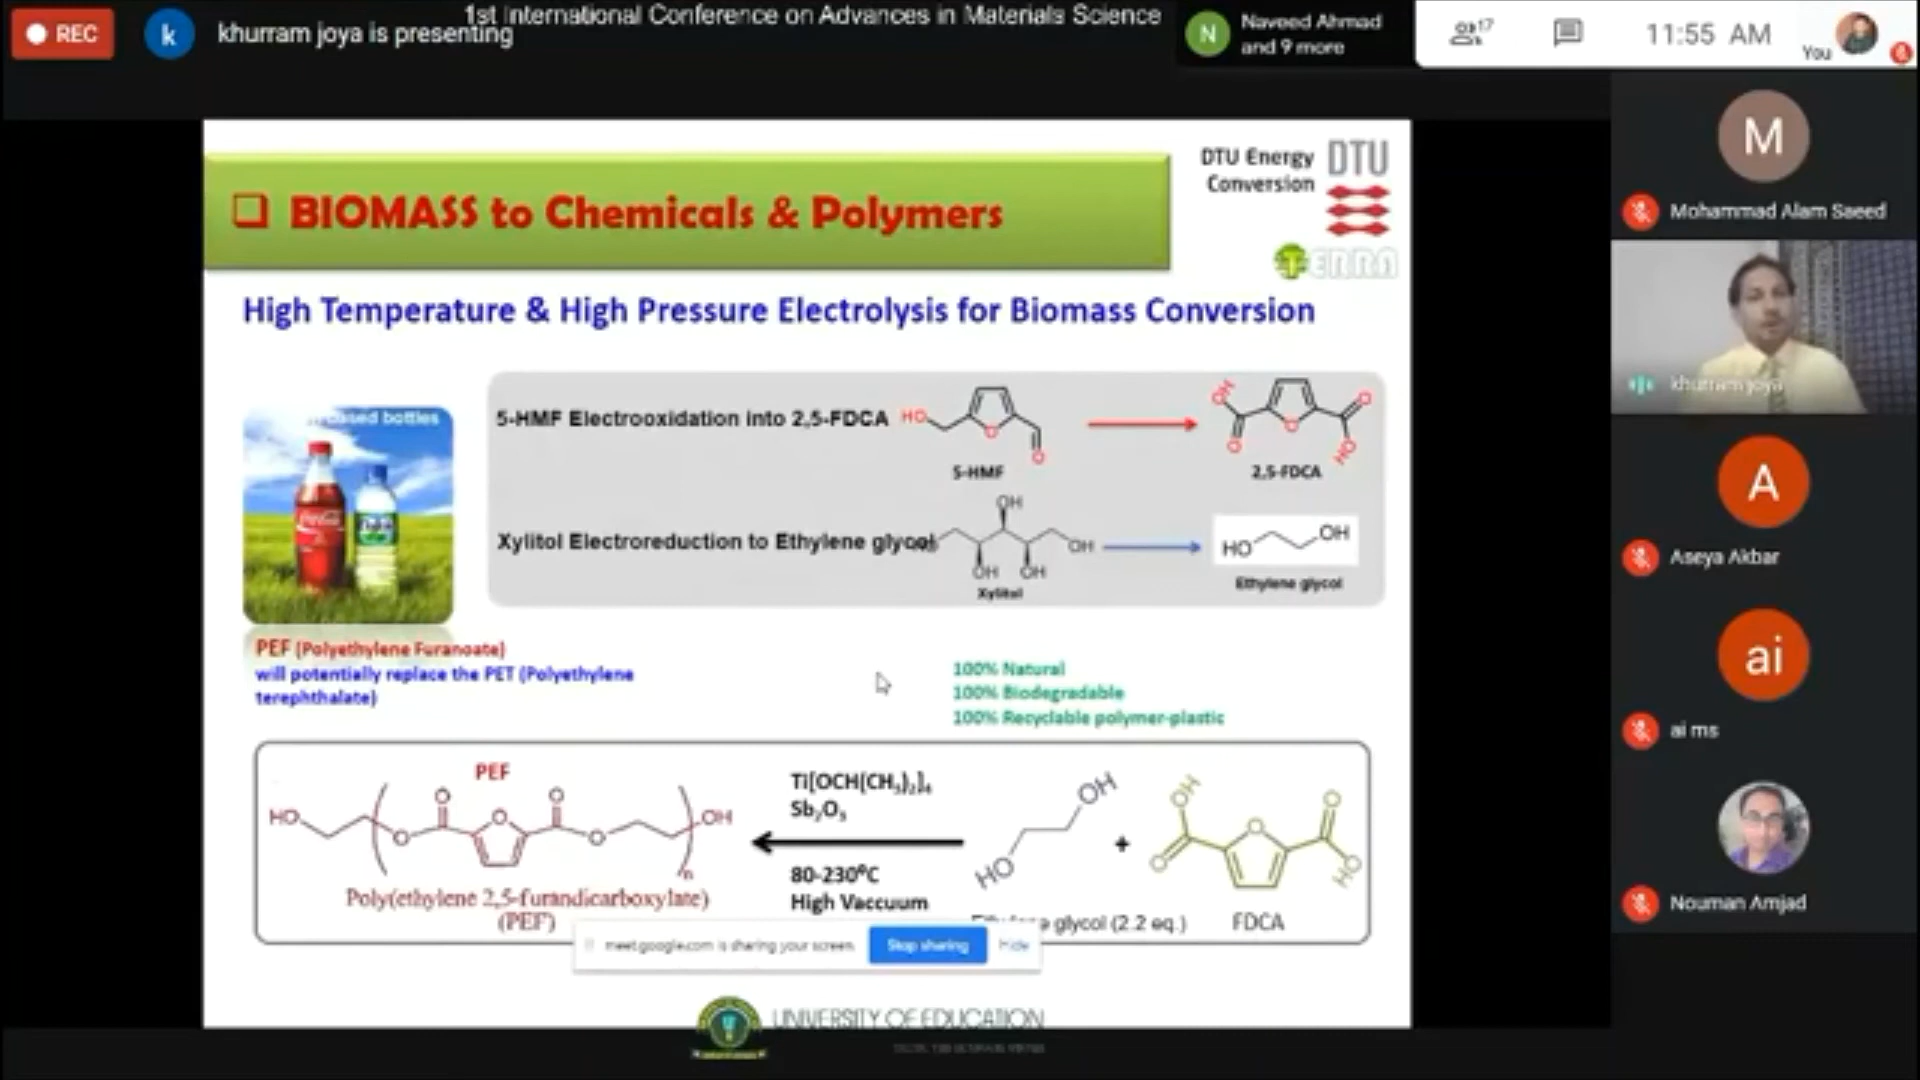 REC
k
khurram joya is presenting
1st International Conference on Advances in Materials Science
N
Naveed Ahmad
and 9 more
17
11:55 AM
You
M
Mohammad Alam Saeed
khurram joya
A
Aseya Akbar
ai
ai ms
Nouman Amjad
BIOMASS to Chemicals & Polymers
DTU Energy
Conversion
DTU
TERRA
High Temperature & High Pressure Electrolysis for Biomass Conversion
based bottles
Coca-Cola
5-HMF Electrooxidation into 2,5-FDCA
HO
O
O
5-HMF
OH
O
O
O
HO
2,5-FDCA
Xylitol Electroreduction to Ethylene glycol
OH
OH
OH
OH
Xylitol
HO
OH
Ethylene glycol
PEF (Polyethylene Furanoate)
will potentially replace the PET (Polyethylene
terephthalate)
100% Natural
100% Biodegradable
100% Recyclable polymer-plastic
PEF
HO
O
O
O
O
O
OH
n
Poly(ethylene 2,5-furandicarboxylate)
(PEF)
Ti[OCH(CH₃)₂]₄
Sb₂O₃
80-230⁰C
High Vaccuum
HO
OH
+
glycol (2.2 eq.)
OH
O
O
O
HO
FDCA
meet.google.com is sharing your screen.
Stop sharing
Hide
UNIVERSITY OF EDUCATION